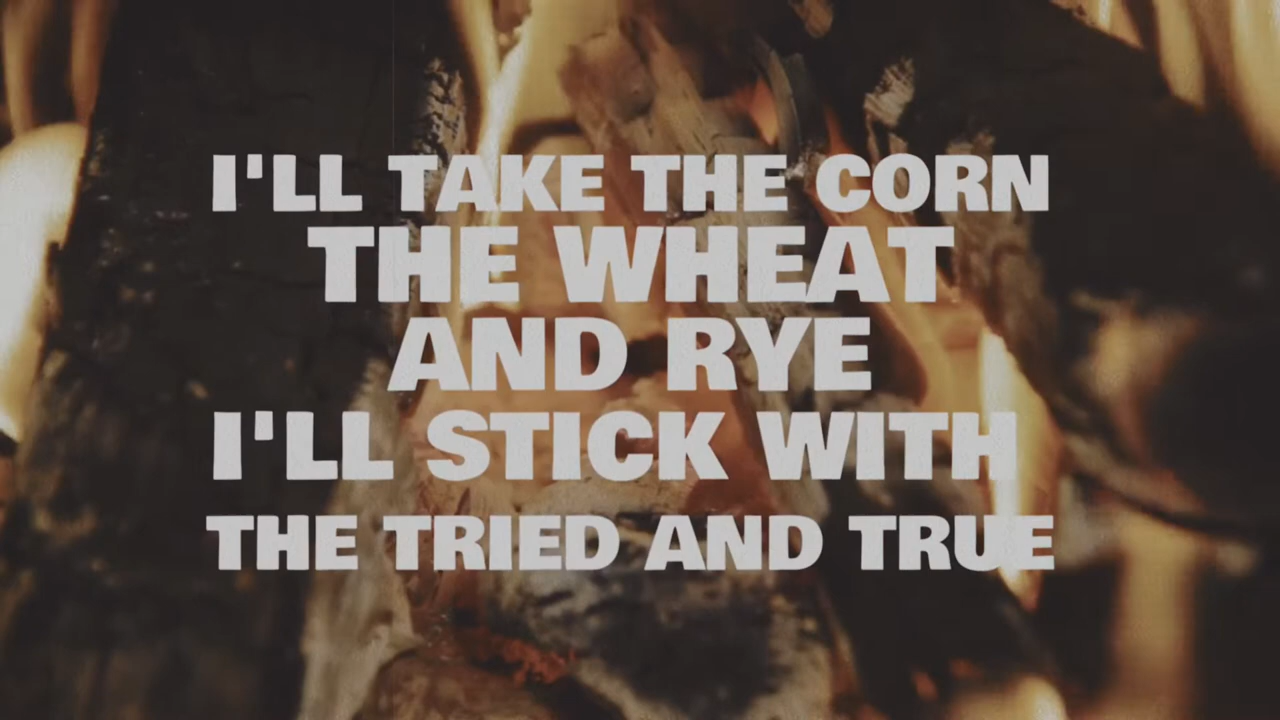 I'LL TAKE THE CORN
THE WHEAT
AND RYE
I'LL STICK WITH
THE TRIED AND TRUE